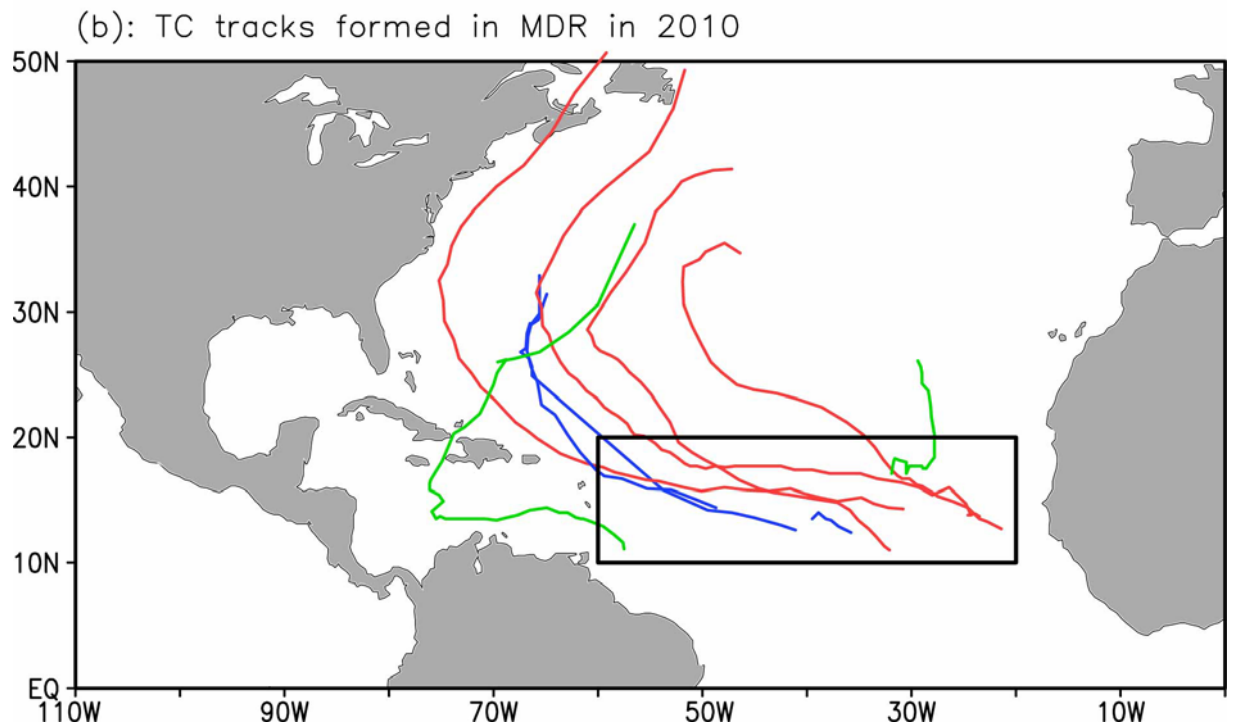 (b): TC tracks formed in MDR in 2010
50N
40N
30N
20N
10N
EQ
110W 90W 70W 50W 30W 10W